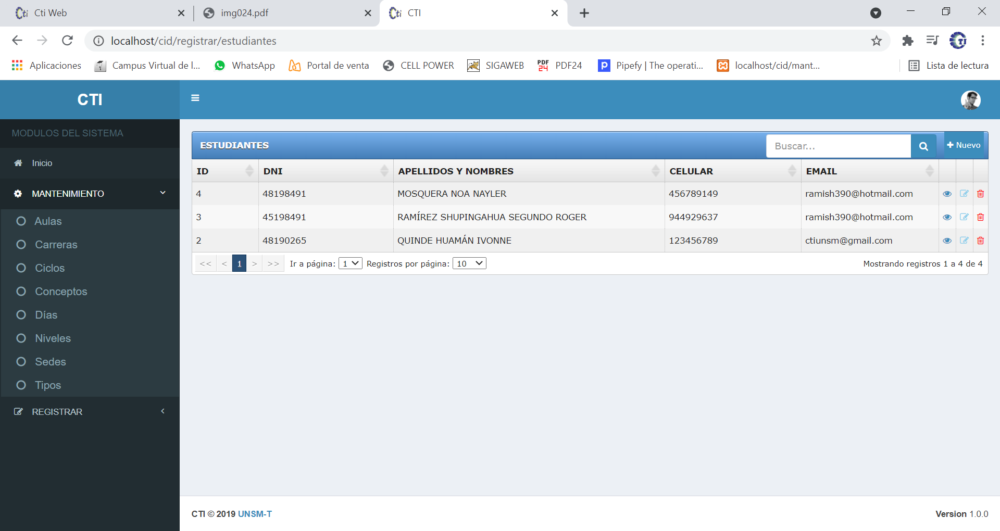 Cti Web
img024.pdf
CTI
localhost/cid/registrar/estudiantes
Aplicaciones
Campus Virtual de l...
WhatsApp
Portal de venta
CELL POWER
SIGAWEB
PDF24
Pipefy | The operati...
localhost/cid/mant...
Lista de lectura
CTI
MODULOS DEL SISTEMA
Inicio
MANTENIMIENTO
Aulas
Carreras
Ciclos
Conceptos
Días
Niveles
Sedes
Tipos
REGISTRAR
ESTUDIANTES
Buscar...
Nuevo
ID DNI APELLIDOS Y NOMBRES CELULAR EMAIL
4 48198491 MOSQUERA NOA NAYLER 456789149 ramish390@hotmail.com
3 45198491 RAMÍREZ SHUPINGAHUA SEGUNDO ROGER 944929637 ramish390@hotmail.com
2 48190265 QUINDE HUAMÁN IVONNE 123456789 ctiunsm@gmail.com
<< < 1 > >> Ir a página: 1 Registros por página: 10 Mostrando registros 1 a 4 de 4
CTI © 2019 UNSM-T
Version 1.0.0